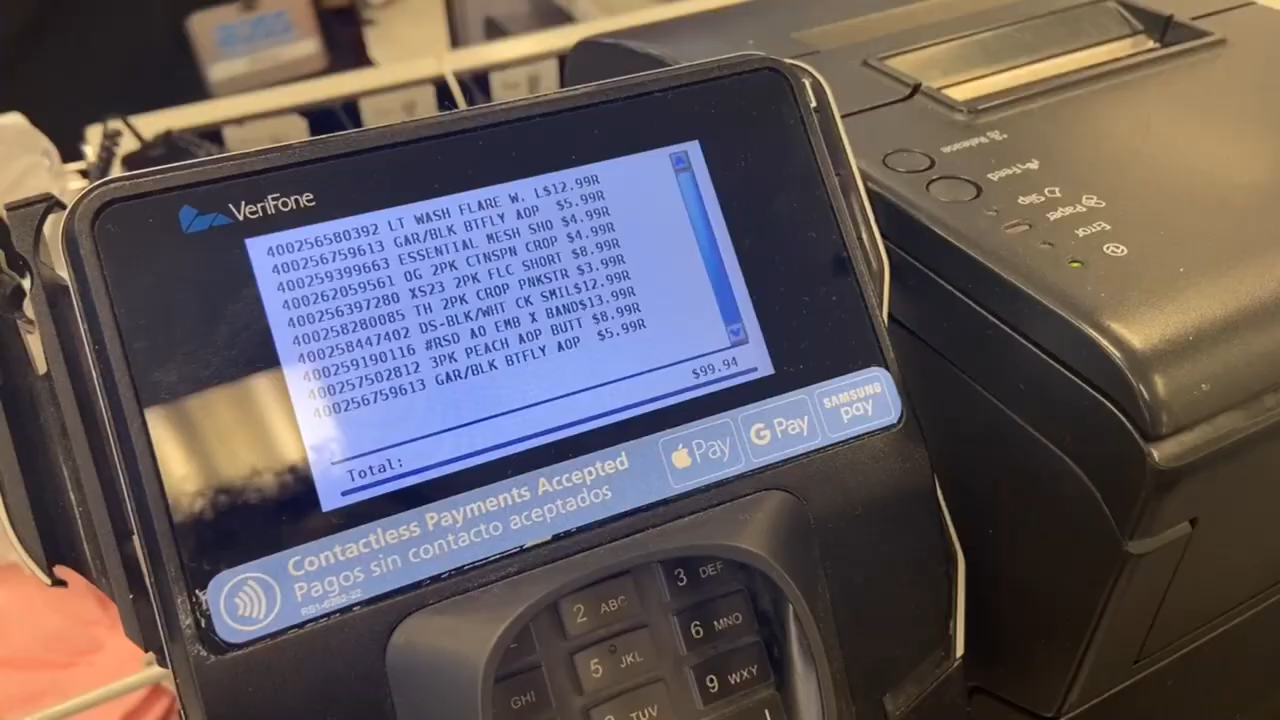 VeriFone
400256580392 LT WASH FLARE W. L$12.99R
400256759613 GAR/BLK BTFLY AOP $5.99R
400259399663 ESSENTIAL MESH SHO $4.99R
400262059561 OG 2PK CTNSPN CROP $4.99R
400256397280 XS23 2PK FLC SHORT $8.99R
400258280085 TH 2PK CROP PNKSTR $3.99R
400258447402 DS-BLK/WHT CK SMIL$12.99R
400259190116 #RSD AO EMB X BAND$13.99R
400257502812 3PK PEACH AOP BUTT $8.99R
400256759613 GAR/BLK BTFLY AOP $5.99R
Total: $99.94
Contactless Payments Accepted
Pagos sin contacto aceptados
Pay
G Pay
SAMSUNG
pay
Release
Feed
Slip
Paper
Error
2 ABC
3 DEF
5 JKL
6 MNO
GHI
TUV
9 WXY